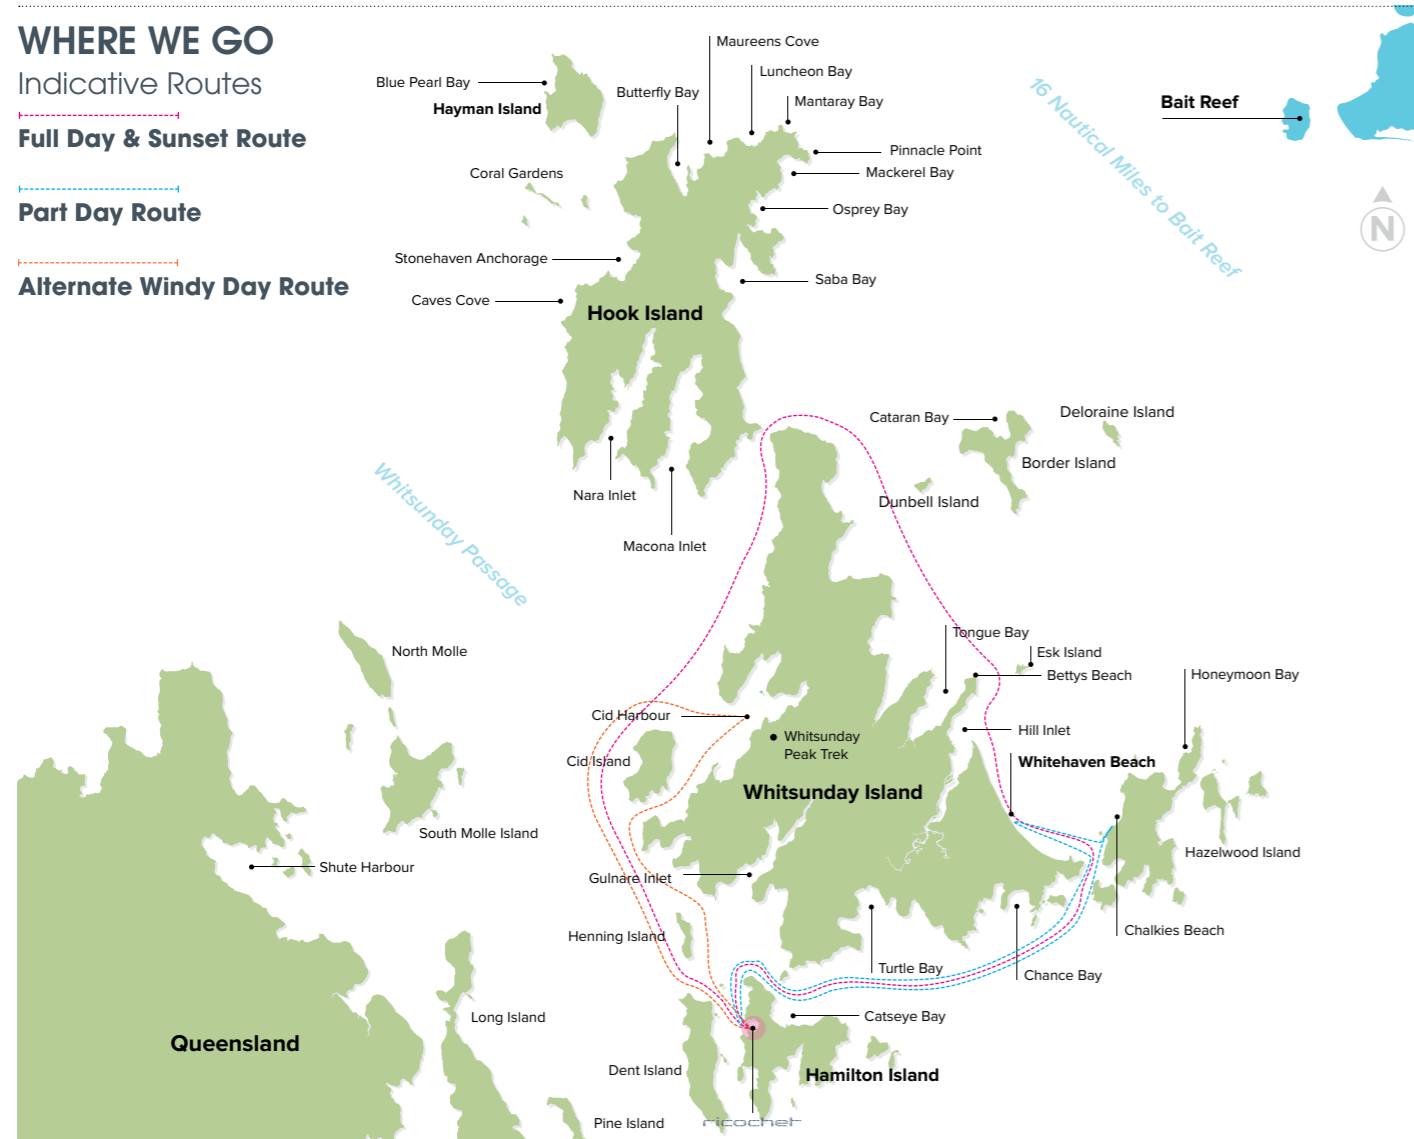 WHERE WE GO
Indicative Routes
Full Day & Sunset Route
Part Day Route
Alternate Windy Day Route
Maureens Cove
Luncheon Bay
Blue Pearl Bay
Butterfly Bay
Mantaray Bay
Hayman Island
Bait Reef
16 Nautical Miles to Bait Reef
Pinnacle Point
Coral Gardens
Mackerel Bay
Osprey Bay
N
Stonehaven Anchorage
Saba Bay
Caves Cove
Hook Island
Cataran Bay
Deloraine Island
Border Island
Nara Inlet
Dunbell Island
Whitsunday Passage
Macona Inlet
Tongue Bay
North Molle
Esk Island
Bettys Beach
Honeymoon Bay
Cid Harbour
Hill Inlet
Whitsunday
Peak Trek
Cid Island
Whitehaven Beach
Whitsunday Island
South Molle Island
Hazelwood Island
Shute Harbour
Gulnare Inlet
Chalkies Beach
Henning Island
Turtle Bay
Chance Bay
Long Island
Catseye Bay
Queensland
Dent Island
Hamilton Island
Pine Island
ricochet